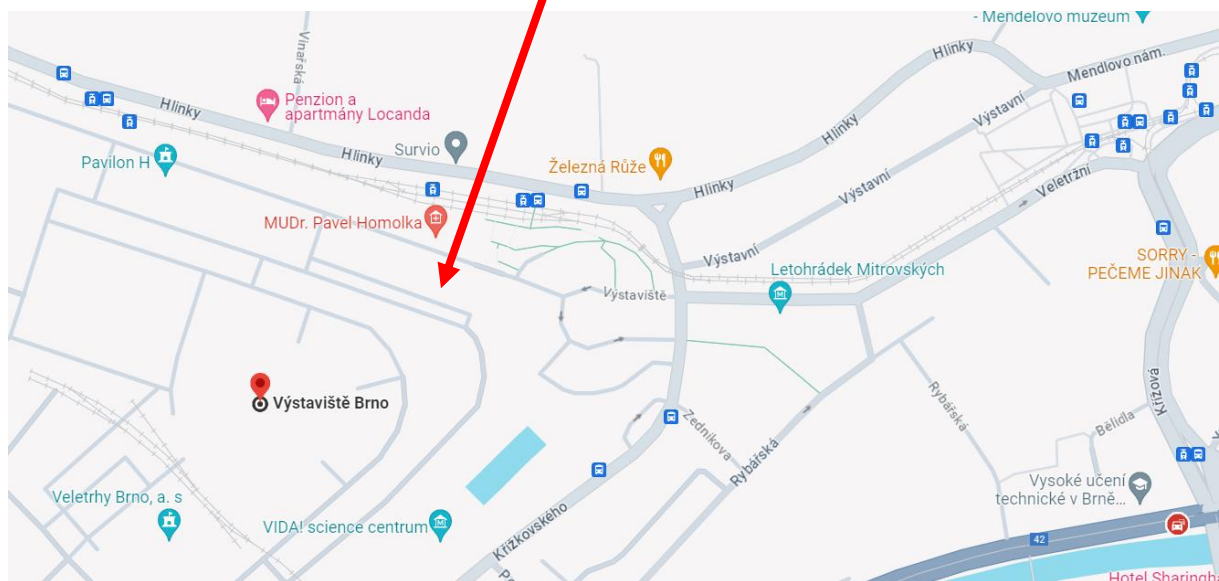 - Mendelovo muzeum
Vinařská
Hlinky
Mendlovo nám.
Penzion a
apartmány Locanda
Hlinky
Výstavní
Hlinky
Survio
Hlinky
Pavilon H
Železná Růže
Hlinky
Výstavní
Veletržní
MUDr. Pavel Homolka
Výstavní
SORRY -
PEČEME JINAK
Letohrádek Mitrovských
Výstaviště
Výstaviště Brno
Rybářská
Křížová
Bělidla
Zedníkova
Rybářská
Vysoké učení
technické v Brně...
Veletrhy Brno, a. s
VIDA! science centrum
Křížkovského
42
Hotel Sharingh